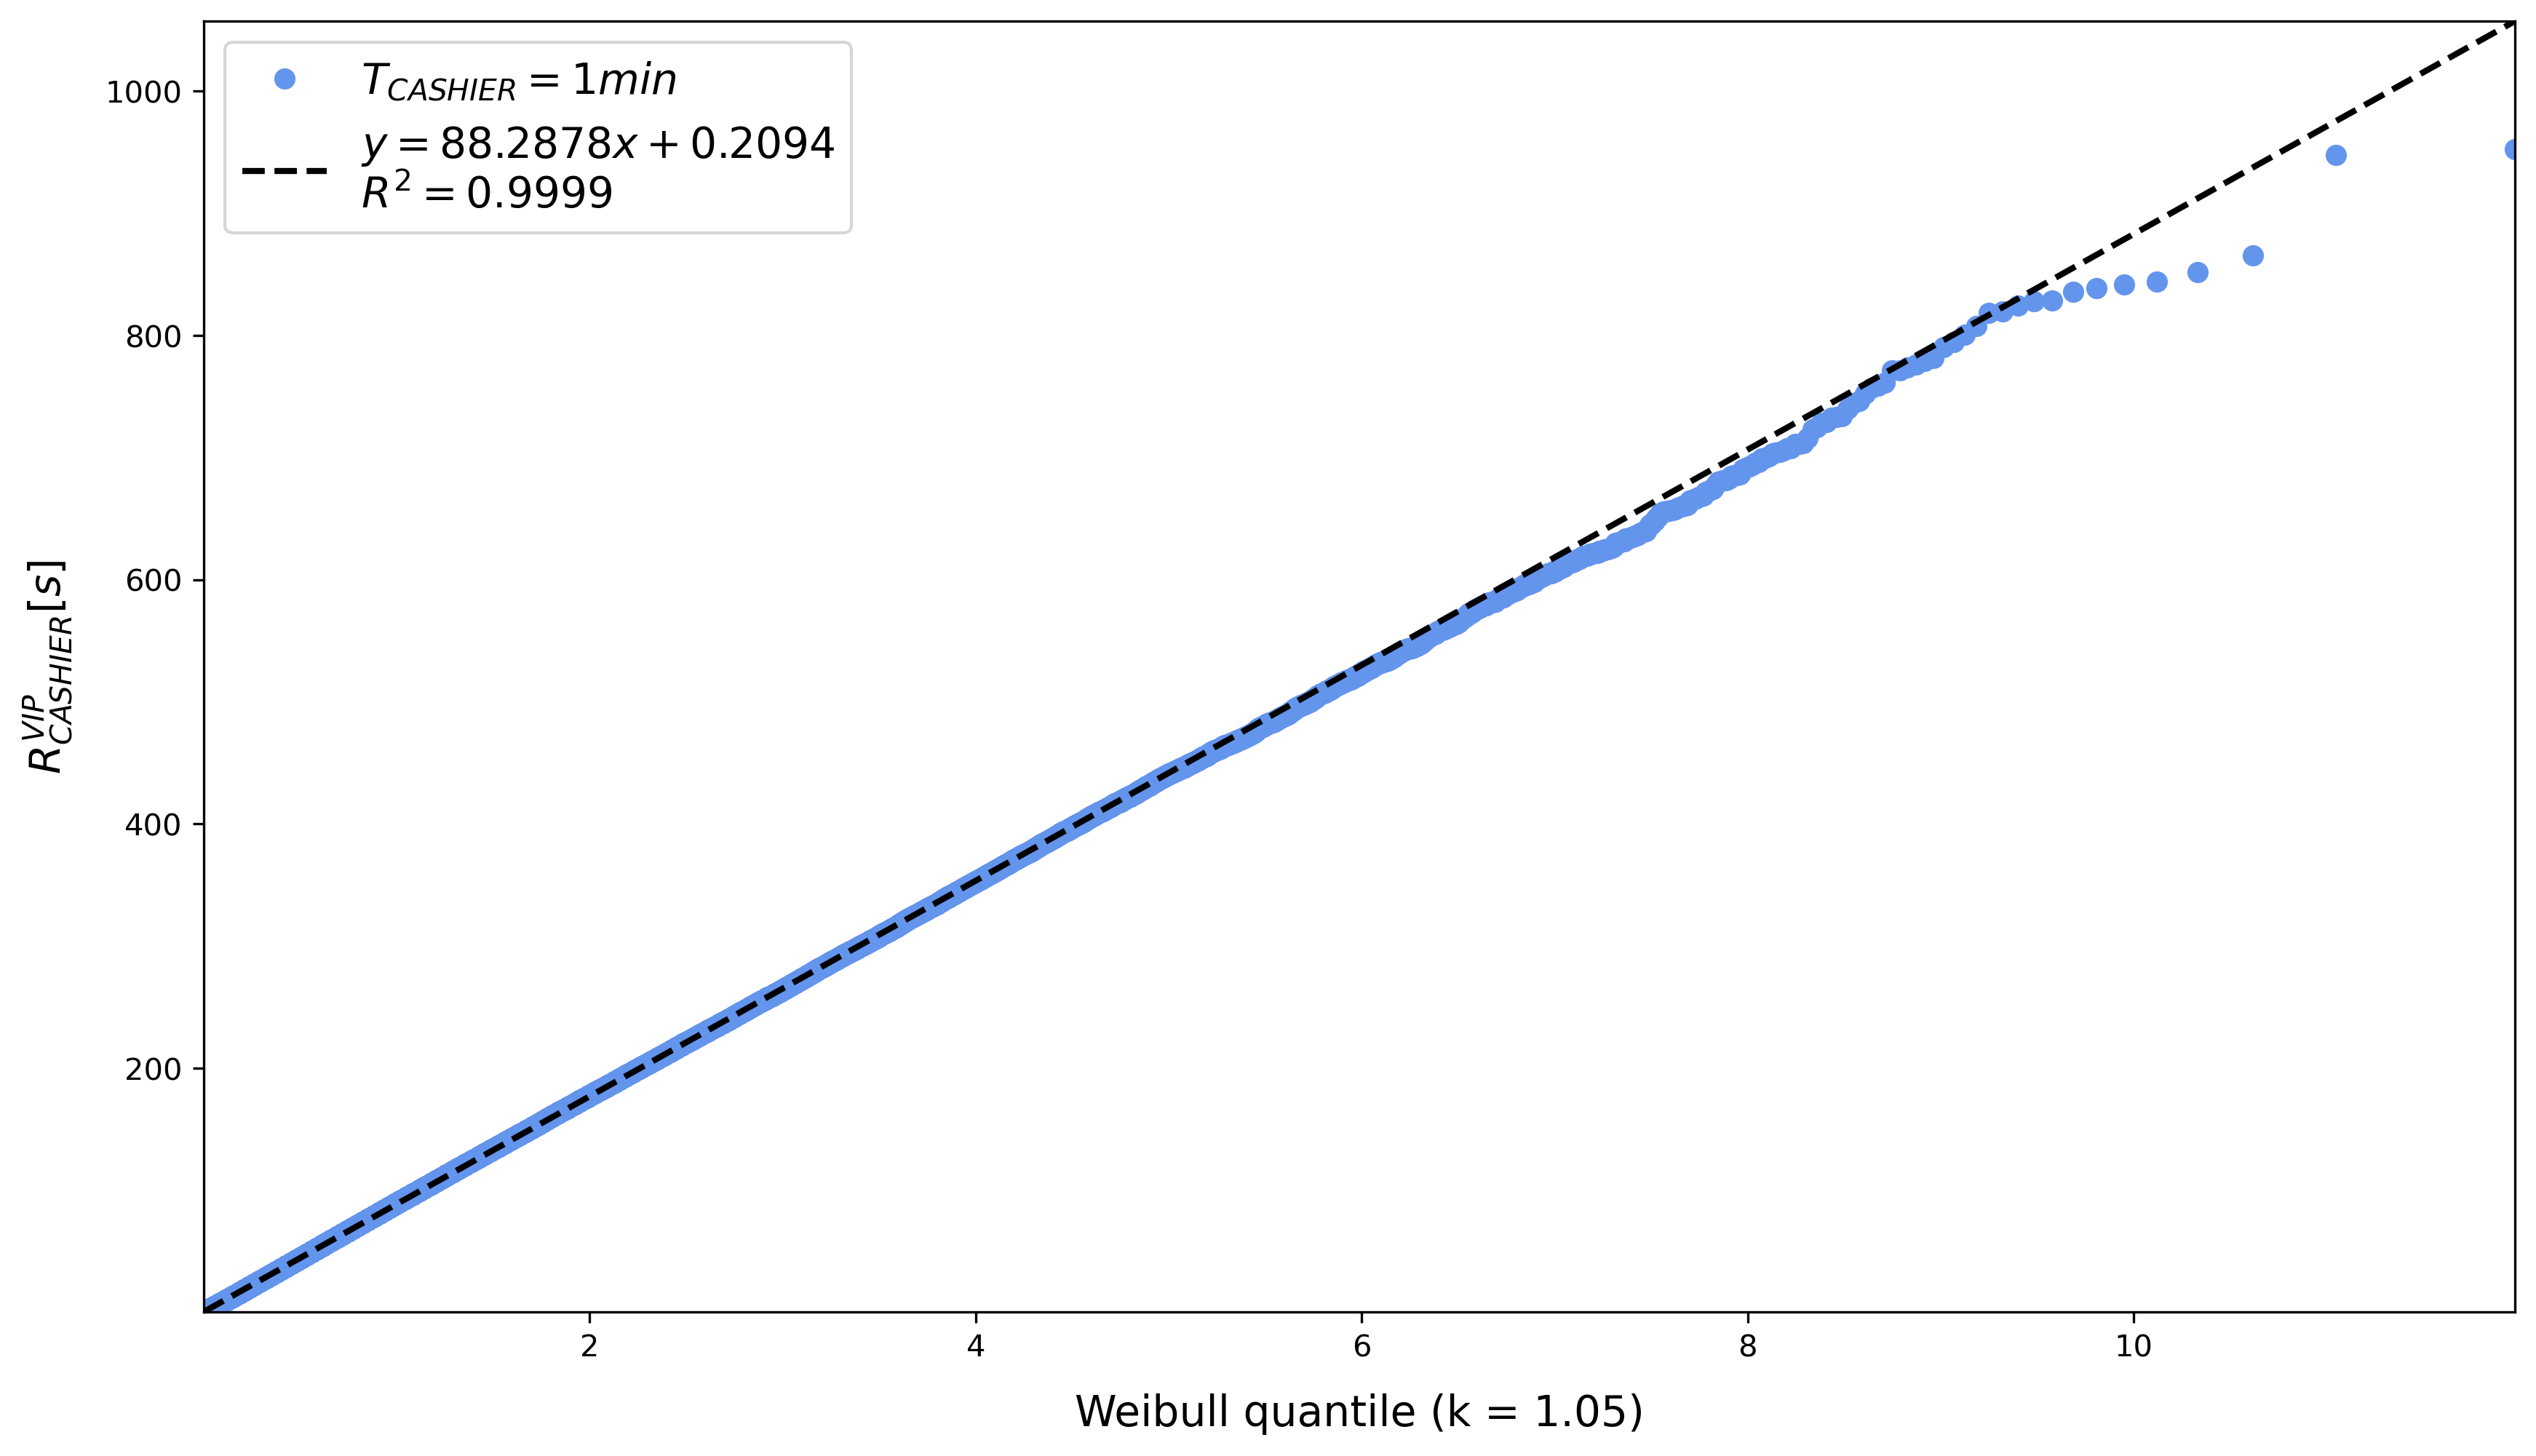 T_CASHIER = 1min
y = 88.2878x + 0.2094
R² = 0.9999
1000
800
600
400
200
R^VIP_CASHIER [s]
2 4 6 8 10
Weibull quantile (k = 1.05)